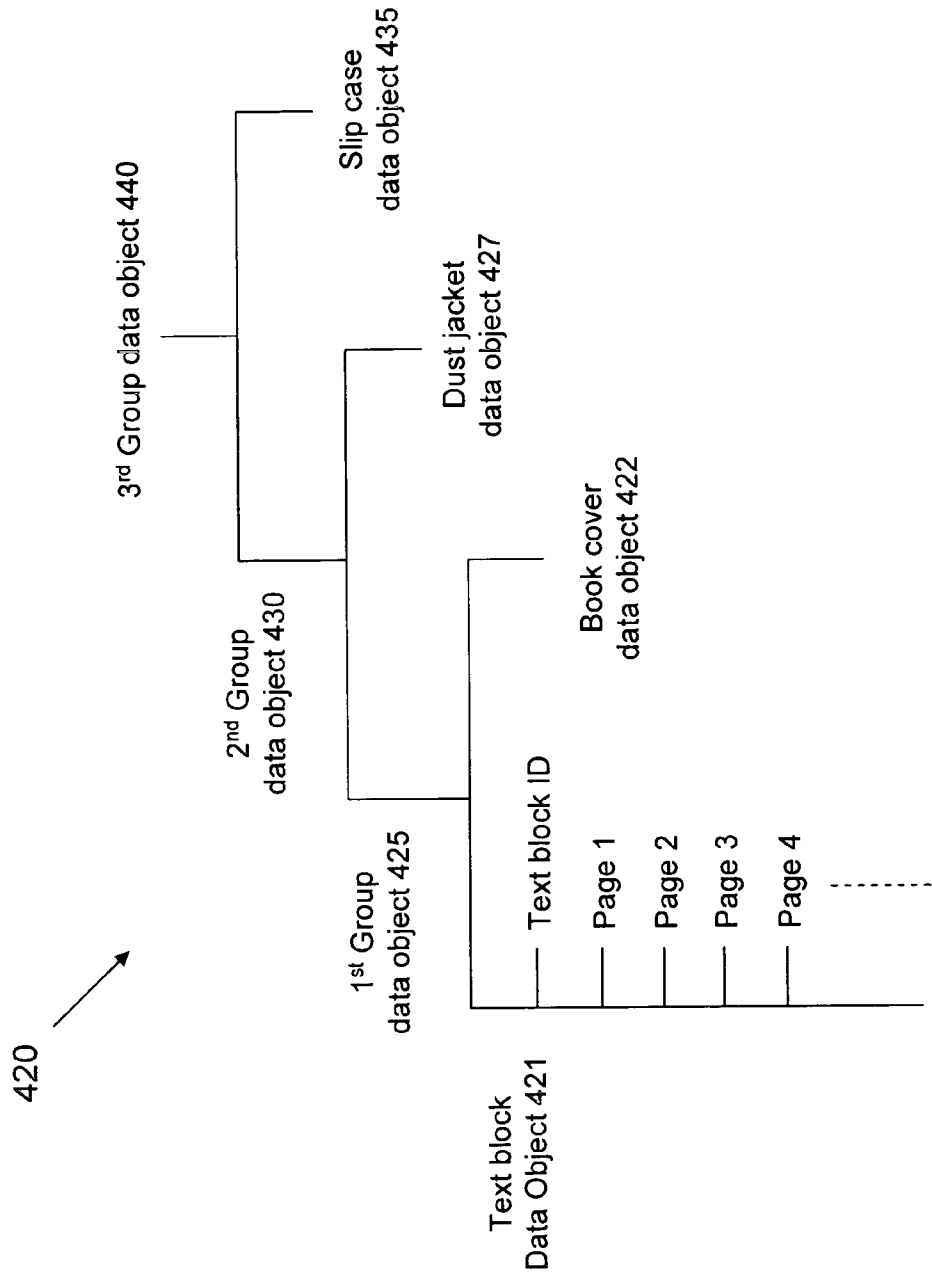 420
3rd Group data object 440
Slip case
data object 435
2nd Group
data object 430
Dust jacket
data object 427
1st Group
data object 425
Book cover
data object 422
Text block
Data Object 421
Text block ID
Page 1
Page 2
Page 3
Page 4